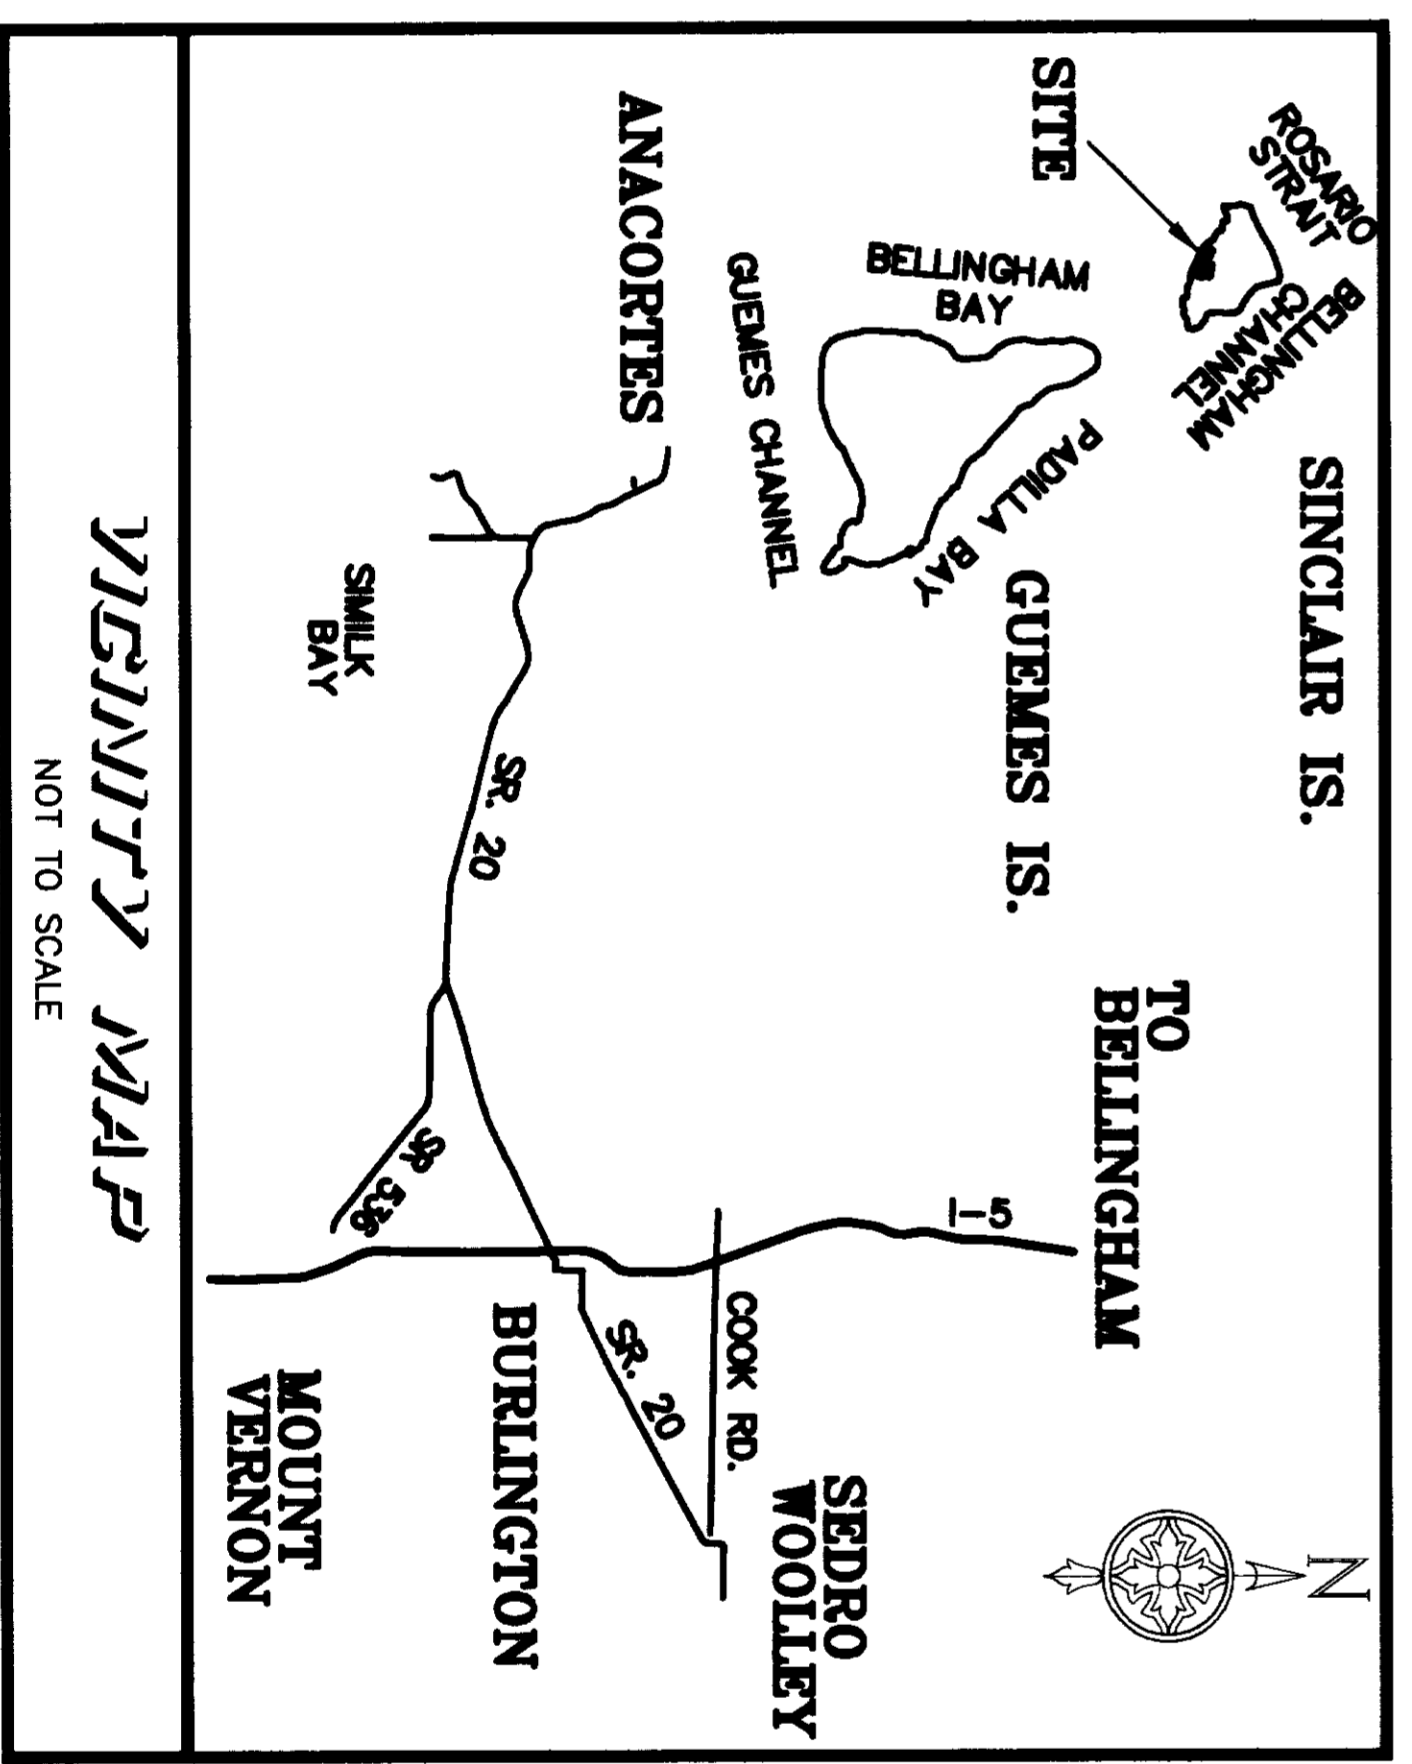 N
SINCLAIR IS.
ROSARIO
STRAIT
BELLINGHAM
CHANNEL
SITE
TO
BELLINGHAM
GUEMES IS.
BELLINGHAM
BAY
PADILLA BAY
GUEMES CHANNEL
I-5
SEDRO
WOOLLEY
COOK RD.
ANACORTES
SR. 20
BURLINGTON
SR. 20
SR 536
SIMILK
BAY
MOUNT
VERNON
VICINITY MAP
NOT TO SCALE